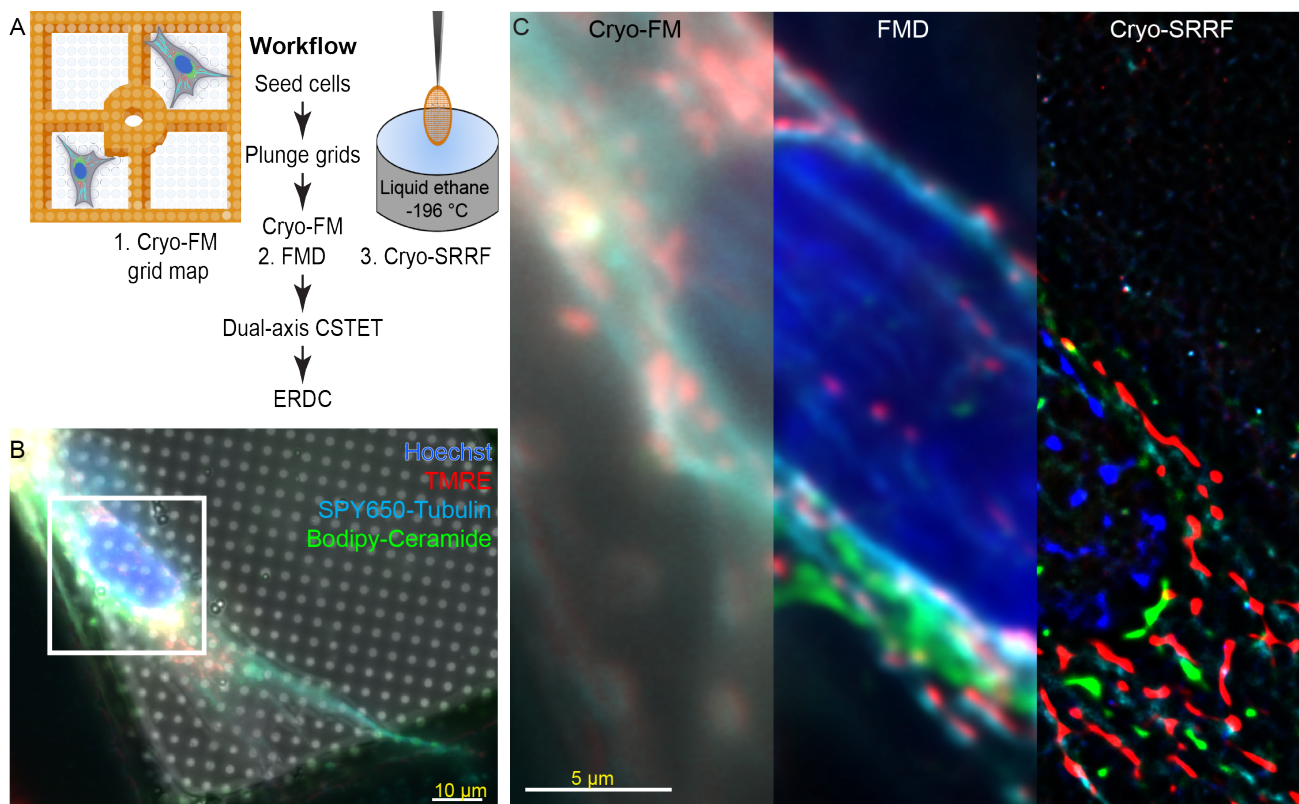 A
Workflow
Seed cells
Plunge grids
Liquid ethane
-196 °C
Cryo-FM
1. Cryo-FM
grid map
2. FMD
3. Cryo-SRRF
Dual-axis CSTET
ERDC
B
Hoechst
TMRE
SPY650-Tubulin
Bodipy-Ceramide
10 µm
C
Cryo-FM
FMD
Cryo-SRRF
5 µm